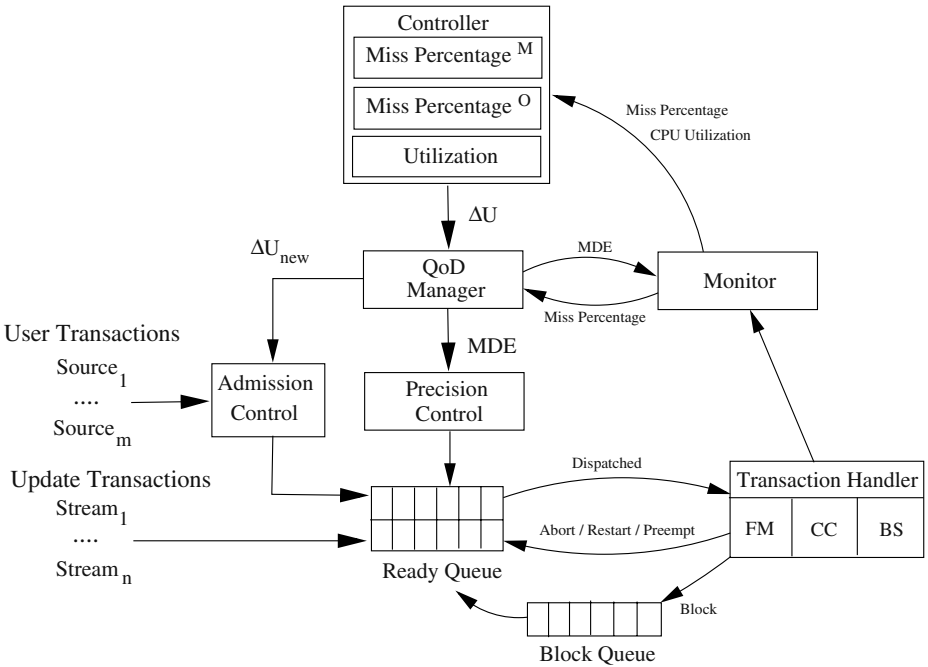 Controller
Miss Percentage M
Miss Percentage O
Utilization
Miss Percentage
CPU Utilization
ΔU
ΔU new
QoD
Manager
MDE
Miss Percentage
Monitor
MDE
User Transactions
Source 1
....
Source m
Admission
Control
Precision
Control
Update Transactions
Stream 1
....
Stream n
Ready Queue
Dispatched
Abort / Restart / Preempt
Transaction Handler
FM CC BS
Block
Block Queue